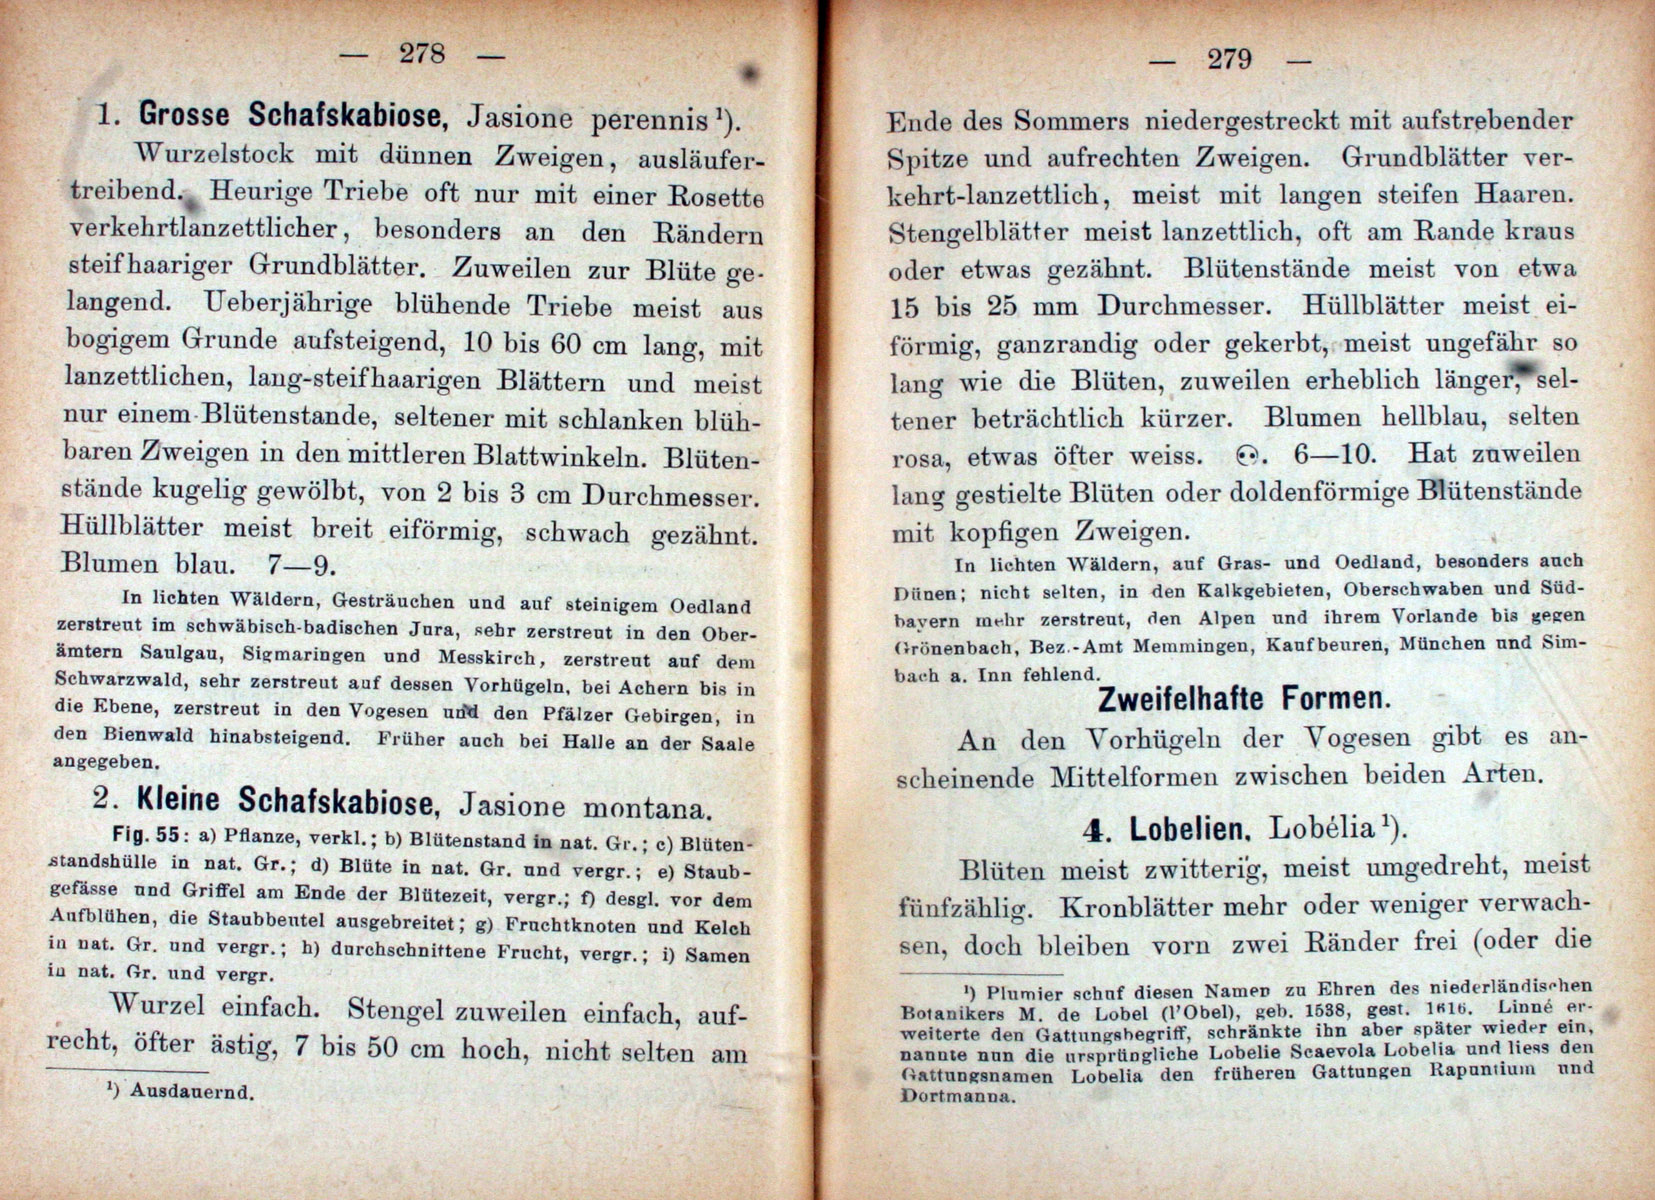 — 278 —
1. Grosse Schafskabiose, Jasione perennis ¹).
Wurzelstock mit dünnen Zweigen, ausläufer-
treibend. Heurige Triebe oft nur mit einer Rosette
verkehrtlanzettlicher, besonders an den Rändern
steifhaariger Grundblätter. Zuweilen zur Blüte ge-
langend. Ueberjährige blühende Triebe meist aus
bogigem Grunde aufsteigend, 10 bis 60 cm lang, mit
lanzettlichen, lang-steifhaarigen Blättern und meist
nur einem Blütenstande, seltener mit schlanken blüh-
baren Zweigen in den mittleren Blattwinkeln. Blüten-
stände kugelig gewölbt, von 2 bis 3 cm Durchmesser.
Hüllblätter meist breit eiförmig, schwach gezähnt.
Blumen blau. 7—9.
In lichten Wäldern, Gesträuchen und auf steinigem Oedland
zerstreut im schwäbisch-badischen Jura, sehr zerstreut in den Ober-
ämtern Saulgau, Sigmaringen und Messkirch, zerstreut auf dem
Schwarzwald, sehr zerstreut auf dessen Vorhügeln, bei Achern bis in
die Ebene, zerstreut in den Vogesen und den Pfälzer Gebirgen, in
den Bienwald hinabsteigend. Früher auch bei Halle an der Saale
angegeben.
2. Kleine Schafskabiose, Jasione montana.
Fig. 55: a) Pflanze, verkl.; b) Blütenstand in nat. Gr.; c) Blüten-
standshülle in nat. Gr.; d) Blüte in nat. Gr. und vergr.; e) Staub-
gefässe und Griffel am Ende der Blütezeit, vergr.; f) desgl. vor dem
Aufblühen, die Staubbeutel ausgebreitet; g) Fruchtknoten und Kelch
in nat. Gr. und vergr.; h) durchschnittene Frucht, vergr.; i) Samen
in nat. Gr. und vergr.
Wurzel einfach. Stengel zuweilen einfach, auf-
recht, öfter ästig, 7 bis 50 cm hoch, nicht selten am
¹) Ausdauernd.
— 279 —
Ende des Sommers niedergestreckt mit aufstrebender
Spitze und aufrechten Zweigen. Grundblätter ver-
kehrt-lanzettlich, meist mit langen steifen Haaren.
Stengelblätter meist lanzettlich, oft am Rande kraus
oder etwas gezähnt. Blütenstände meist von etwa
15 bis 25 mm Durchmesser. Hüllblätter meist ei-
förmig, ganzrandig oder gekerbt, meist ungefähr so
lang wie die Blüten, zuweilen erheblich länger, sel-
tener beträchtlich kürzer. Blumen hellblau, selten
rosa, etwas öfter weiss. ⚇. 6—10. Hat zuweilen
lang gestielte Blüten oder doldenförmige Blütenstände
mit kopfigen Zweigen.
In lichten Wäldern, auf Gras- und Oedland, besonders auch
Dünen; nicht selten, in den Kalkgebieten, Oberschwaben und Süd-
bayern mehr zerstreut, den Alpen und ihrem Vorlande bis gegen
Grönenbach, Bez.-Amt Memmingen, Kaufbeuren, München und Sim-
bach a. Inn fehlend.
Zweifelhafte Formen.
An den Vorhügeln der Vogesen gibt es an-
scheinende Mittelformen zwischen beiden Arten.
4. Lobelien. Lobélia ¹).
Blüten meist zwitterig, meist umgedreht, meist
fünfzählig. Kronblätter mehr oder weniger verwach-
sen, doch bleiben vorn zwei Ränder frei (oder die
¹) Plumier schuf diesen Namen zu Ehren des niederländischen
Botanikers M. de Lobel (l'Obel), geb. 1538, gest. 1616. Linné er-
weiterte den Gattungsbegriff, schränkte ihn aber später wieder ein,
nannte nun die ursprüngliche Lobelie Scaevola Lobelia und liess den
Gattungsnamen Lobelia den früheren Gattungen Rapuntium und
Dortmanna.